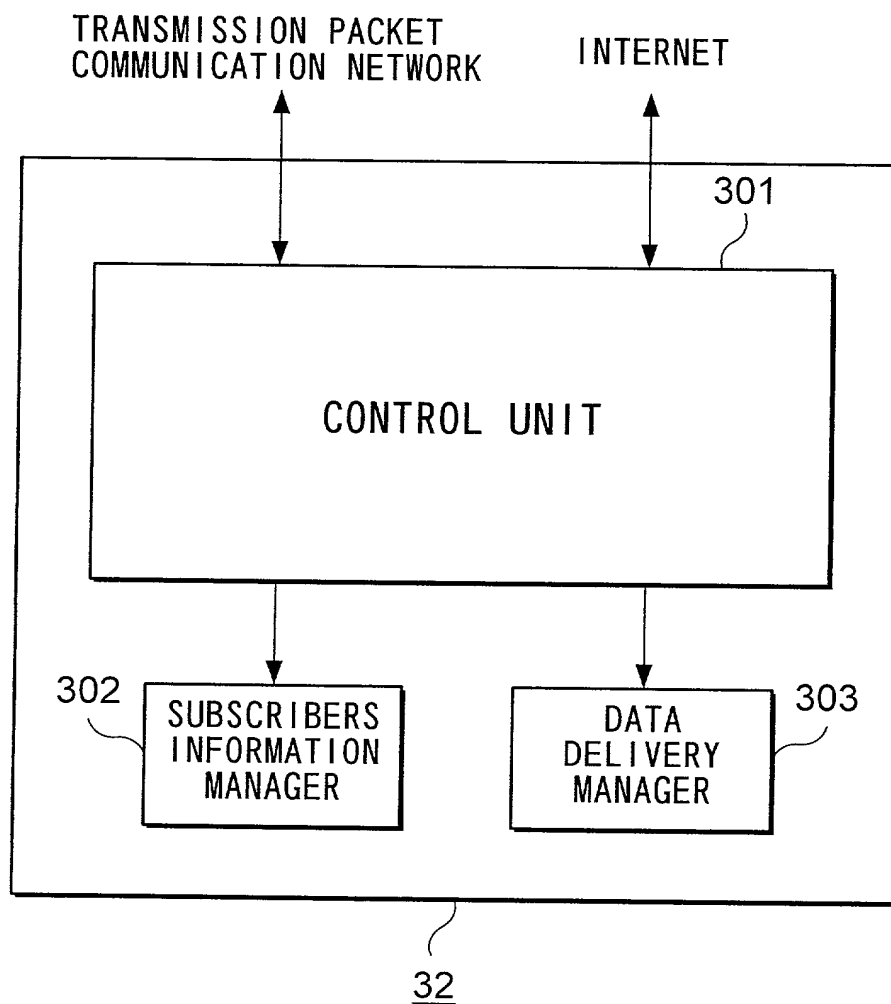 TRANSMISSION PACKET
COMMUNICATION NETWORK
INTERNET
301
CONTROL UNIT
302
SUBSCRIBERS
INFORMATION
MANAGER
DATA
DELIVERY
MANAGER
303
32